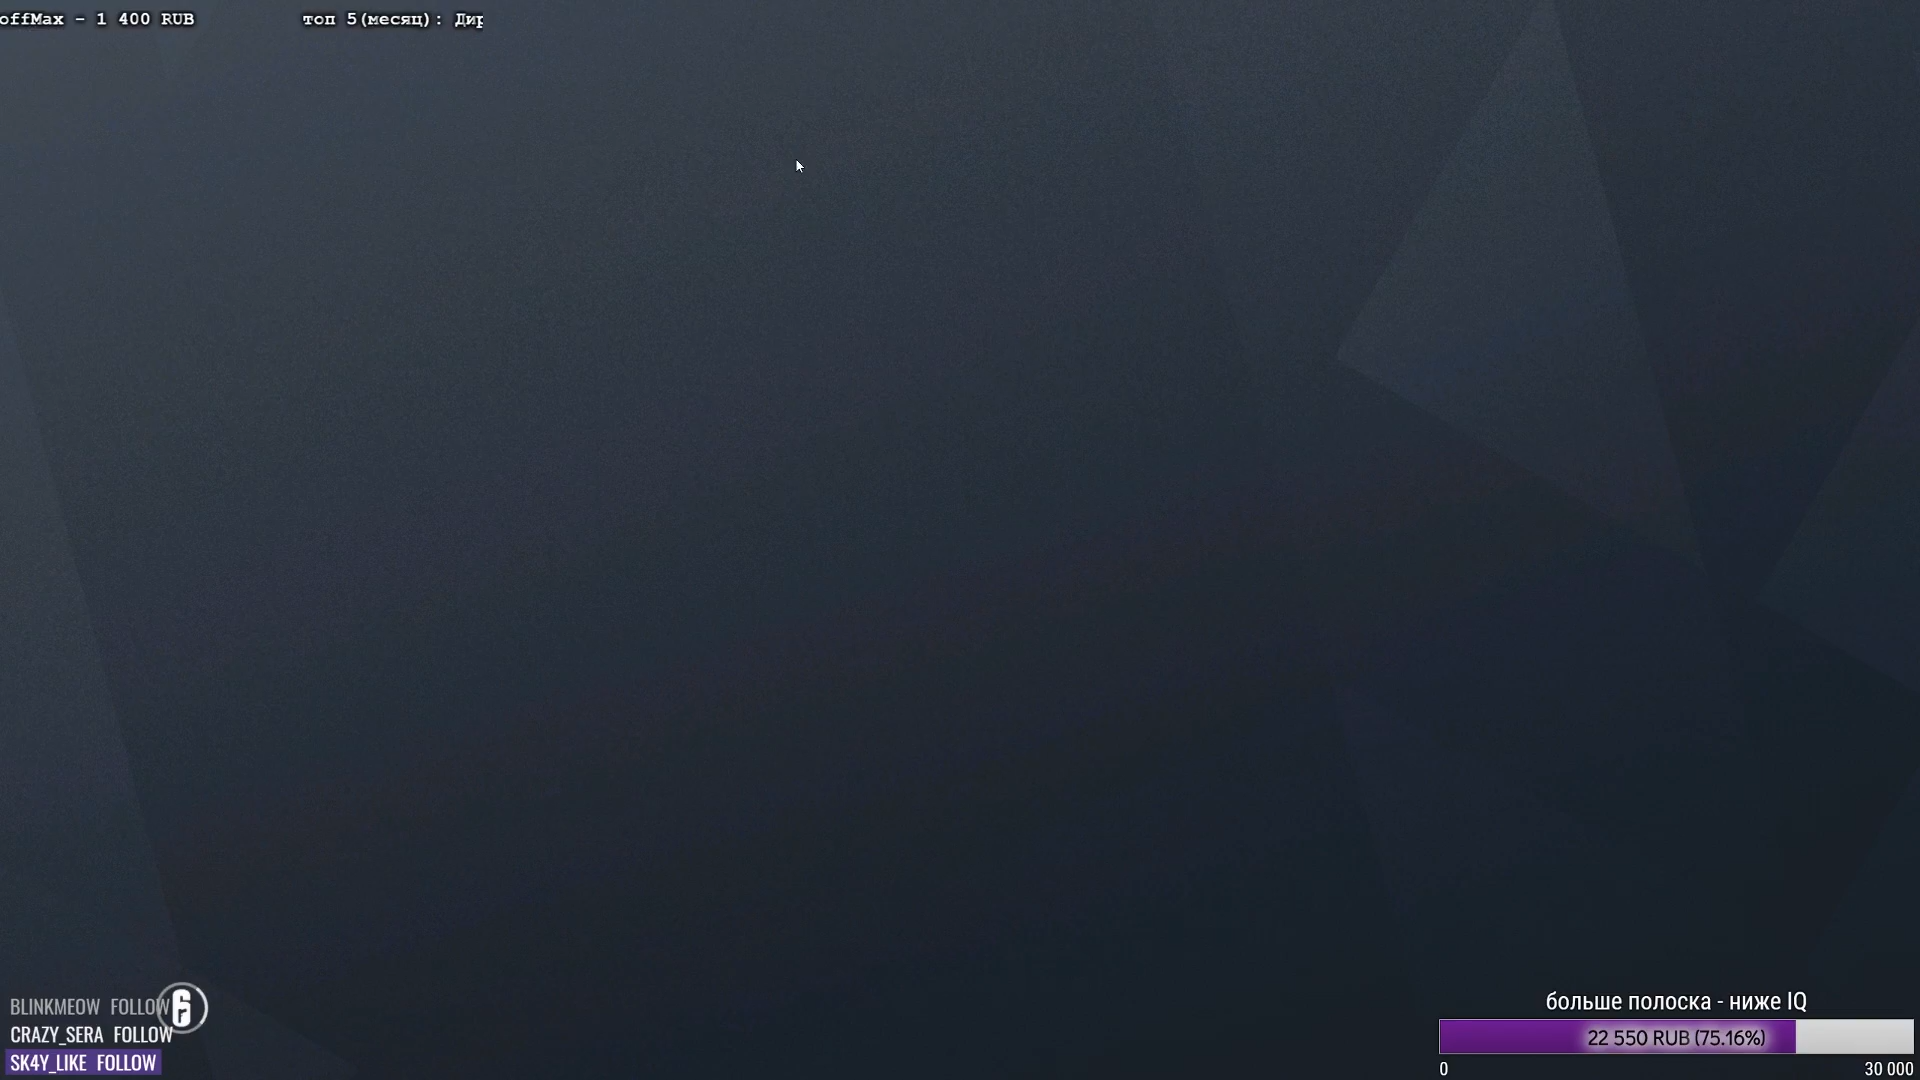 offMax - 1 400 RUB топ 5(месяц): Дир
BLINKMEOW FOLLOW
CRAZY_SERA FOLLOW
SK4Y_LIKE FOLLOW
6
больше полоска - ниже IQ
22 550 RUB (75.16%)
0 30 000